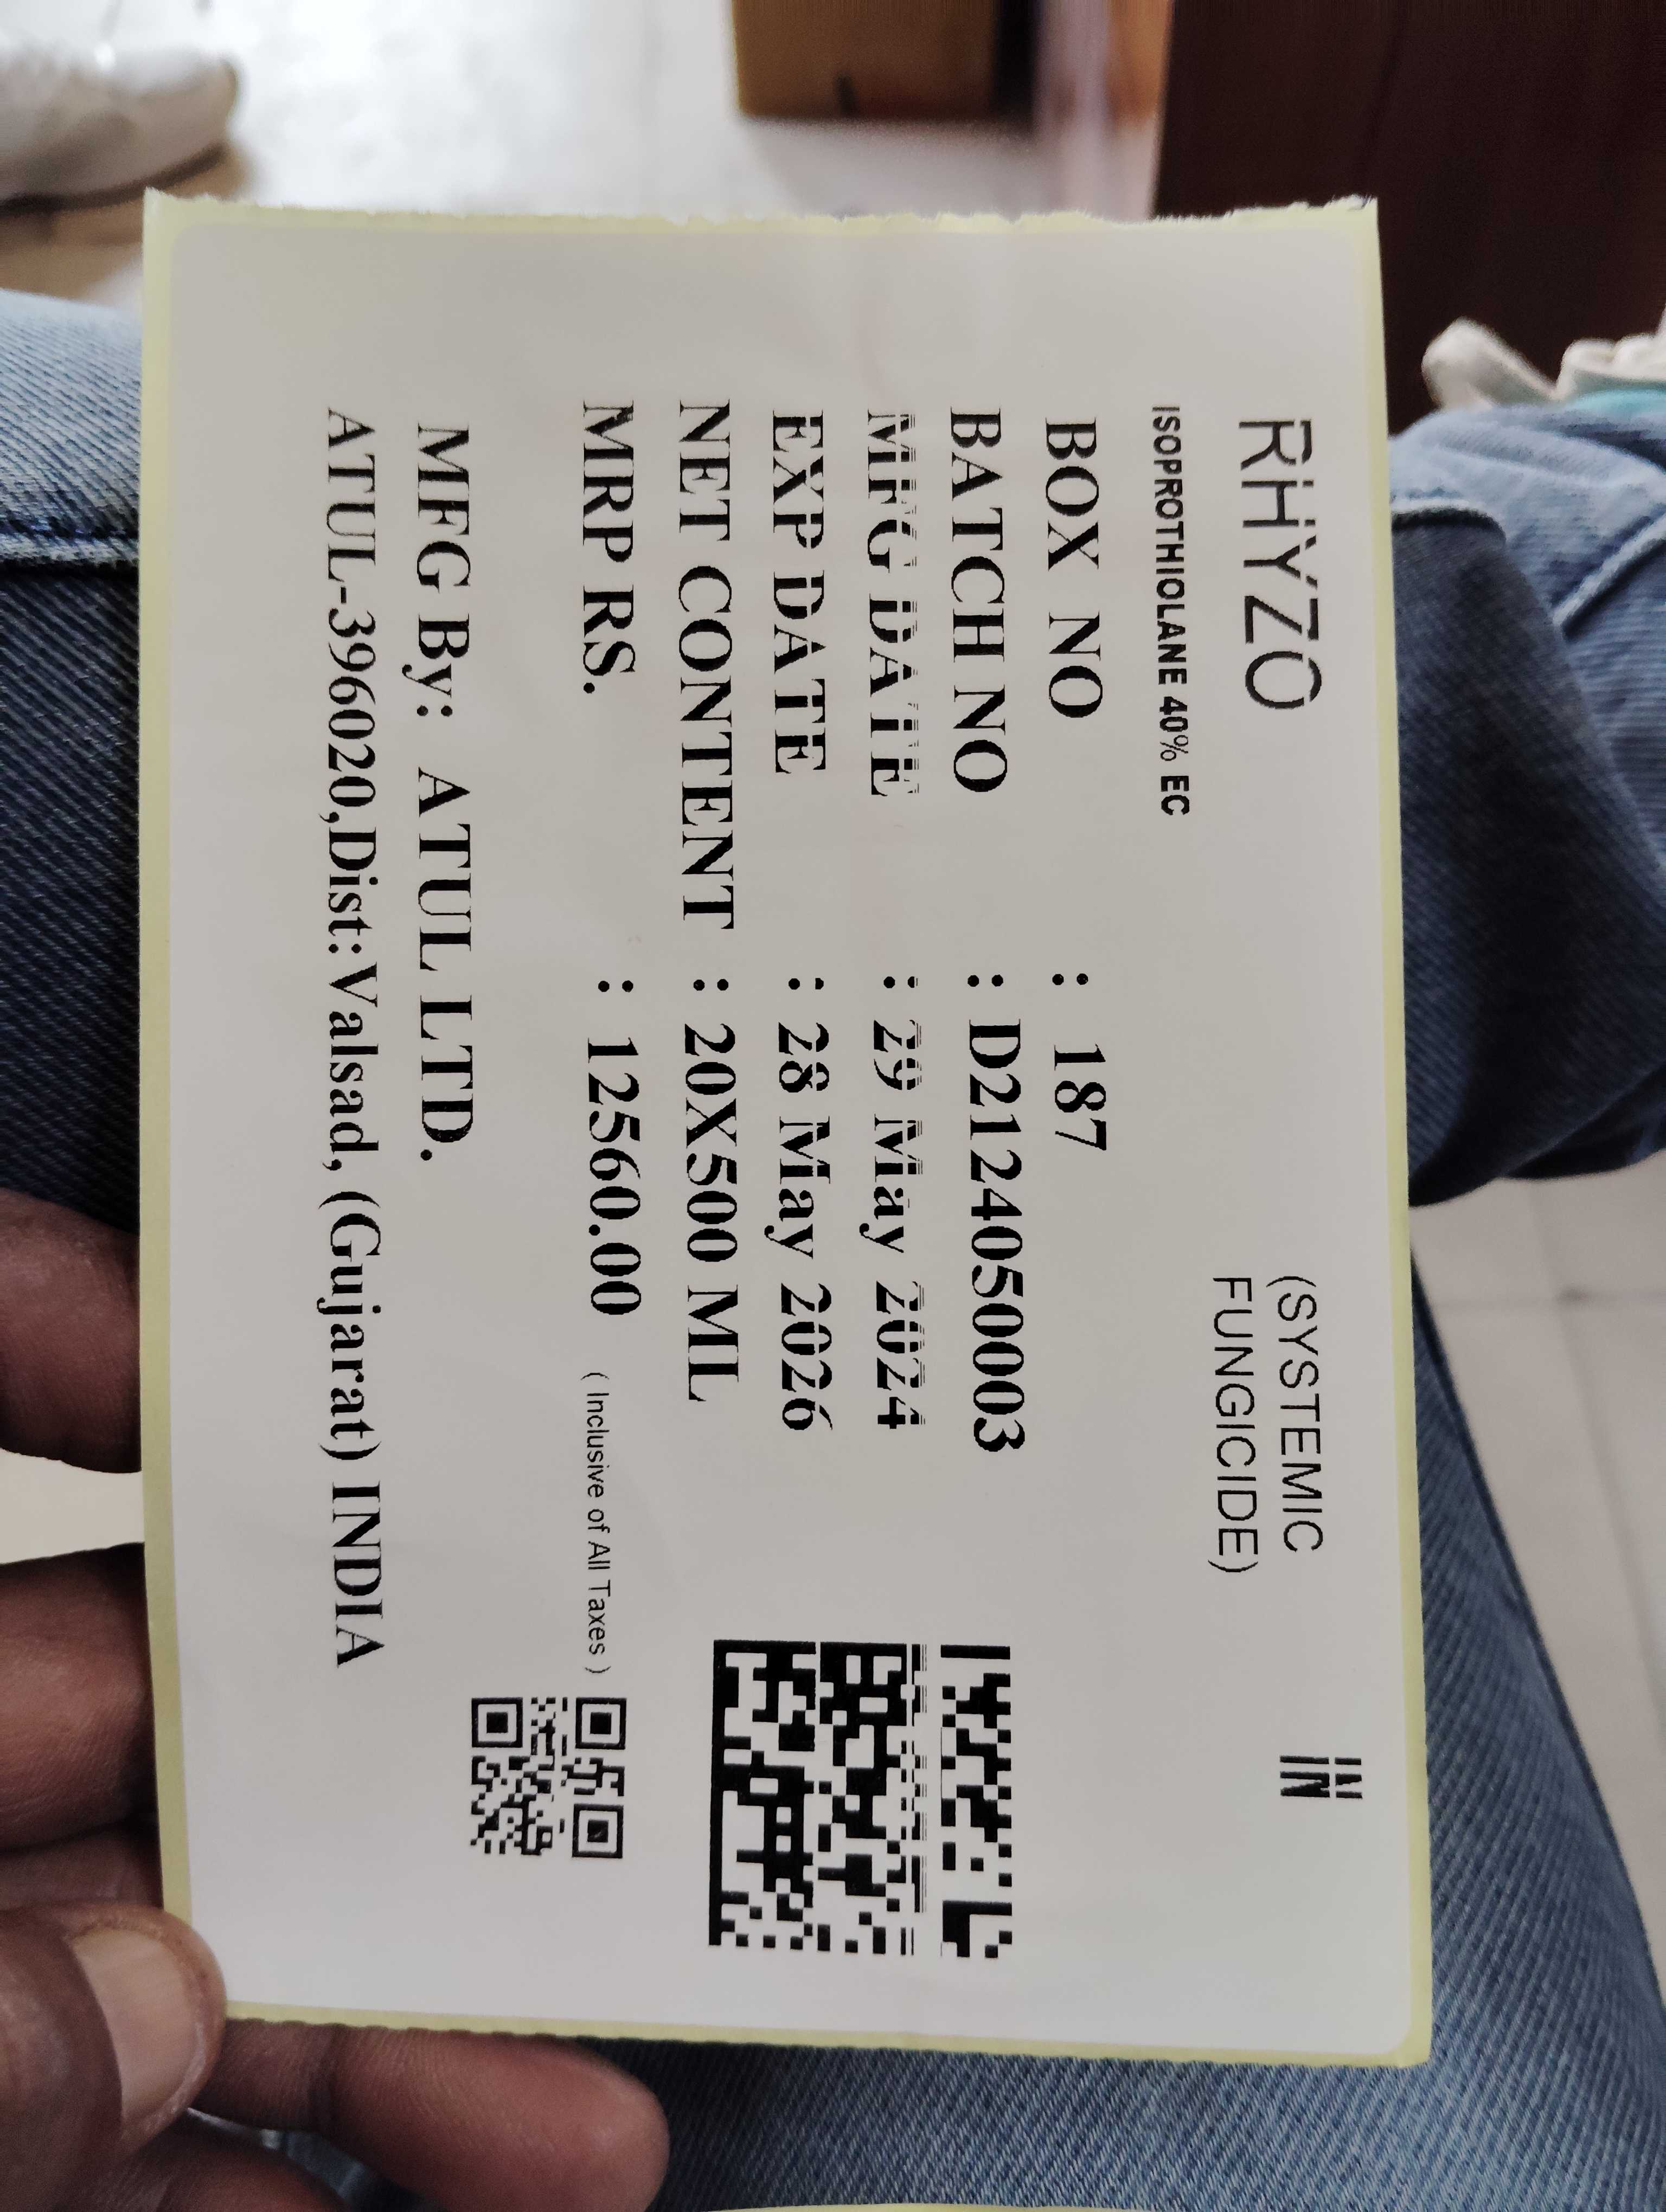 RHYZO
(SYSTEMIC
FUNGICIDE)
IN
ISOPROTHIOLANE 40% EC
BOX NO : 187
BATCH NO : D2124050003
MFG DATE : 29 May 2024
EXP DATE : 28 May 2026
NET CONTENT : 20X500 ML
MRP RS. : 12560.00 ( Inclusive of All Taxes )
MFG By: ATUL LTD.
ATUL-396020,Dist:Valsad, (Gujarat) INDIA